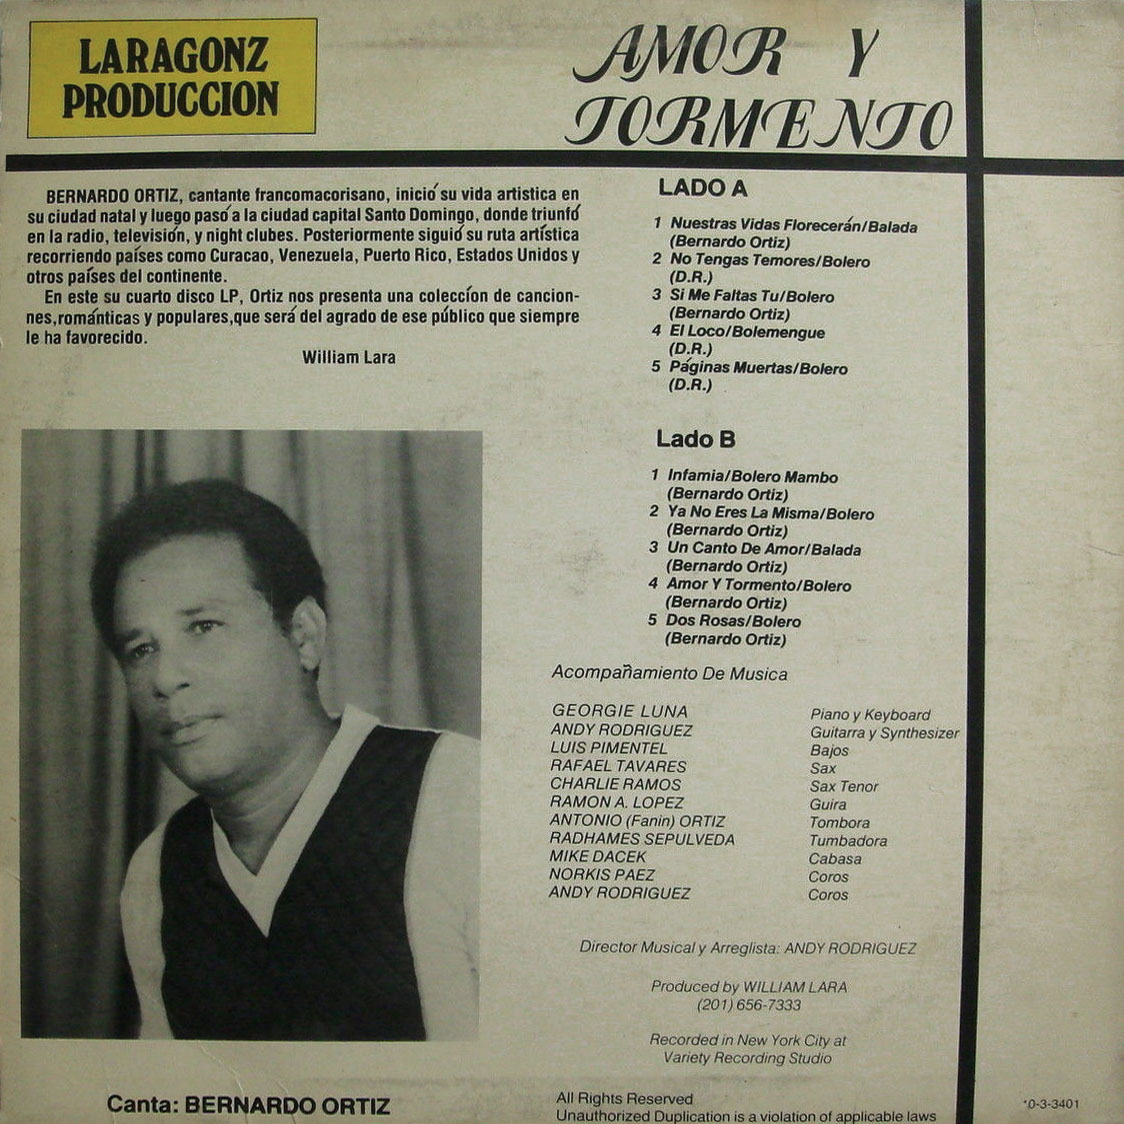 LARAGONZ
PRODUCCION
AMOR Y
TORMENTO
BERNARDO ORTIZ, cantante francomacorisano, inició su vida artistica en
su ciudad natal y luego pasó a la ciudad capital Santo Domingo, donde triunfó
en la radio, televisión, y night clubes. Posteriormente siguió su ruta artística
recorriendo países como Curacao, Venezuela, Puerto Rico, Estados Unidos y
otros países del continente.
En este su cuarto disco LP, Ortiz nos presenta una coleccíon de cancion-
nes,románticas y populares,que será del agrado de ese público que siempre
le ha favorecido.
William Lara
LADO A
1 Nuestras Vidas Florecerán/Balada
(Bernardo Ortiz)
2 No Tengas Temores/Bolero
(D.R.)
3 Si Me Faltas Tu/Bolero
(Bernardo Ortiz)
4 El Loco/Bolemengue
(D.R.)
5 Páginas Muertas/Bolero
(D.R.)
Lado B
1 Infamia/Bolero Mambo
(Bernardo Ortiz)
2 Ya No Eres La Misma/Bolero
(Bernardo Ortiz)
3 Un Canto De Amor/Balada
(Bernardo Ortiz)
4 Amor Y Tormento/Bolero
(Bernardo Ortiz)
5 Dos Rosas/Bolero
(Bernardo Ortiz)
Acompañamiento De Musica
GEORGIE LUNA Piano y Keyboard
ANDY RODRIGUEZ Guitarra y Synthesizer
LUIS PIMENTEL Bajos
RAFAEL TAVARES Sax
CHARLIE RAMOS Sax Tenor
RAMON A. LOPEZ Guira
ANTONIO (Fanin) ORTIZ Tombora
RADHAMES SEPULVEDA Tumbadora
MIKE DACEK Cabasa
NORKIS PAEZ Coros
ANDY RODRIGUEZ Coros
Director Musical y Arreglista: ANDY RODRIGUEZ
Produced by WILLIAM LARA
(201) 656-7333
Recorded in New York City at
Variety Recording Studio
Canta: BERNARDO ORTIZ
All Rights Reserved
Unauthorized Duplication is a violation of applicable laws
*0-3-3401